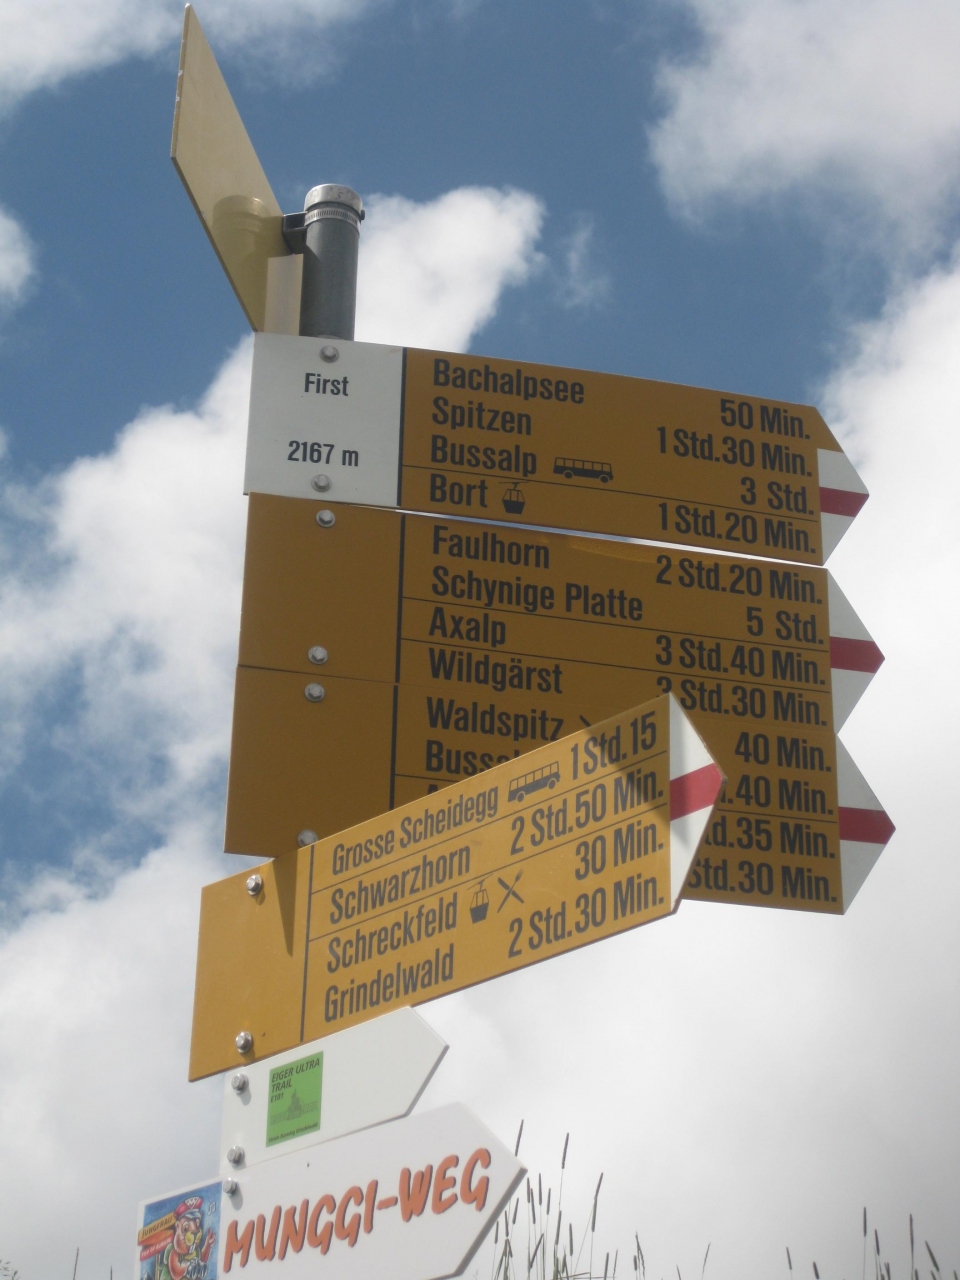 First
2167 m
Bachalpsee 50 Min.
Spitzen 1 Std. 30 Min.
Bussalp 3 Std.
Bort 1 Std. 20 Min.
Faulhorn 2 Std. 20 Min.
Schynige Platte 5 Std.
Axalp 3 Std. 40 Min.
Wildgärst 3 Std. 30 Min.
Waldspitz 40 Min.
40 Min.
35 Min.
Std. 30 Min.
Grosse Scheidegg 1 Std. 15
Schwarzhorn 2 Std. 50 Min.
Schreckfeld 30 Min.
Grindelwald 2 Std. 30 Min.
EIGER ULTRA
TRAIL
E101
JUNGFRAU
MUNGGI-WEG